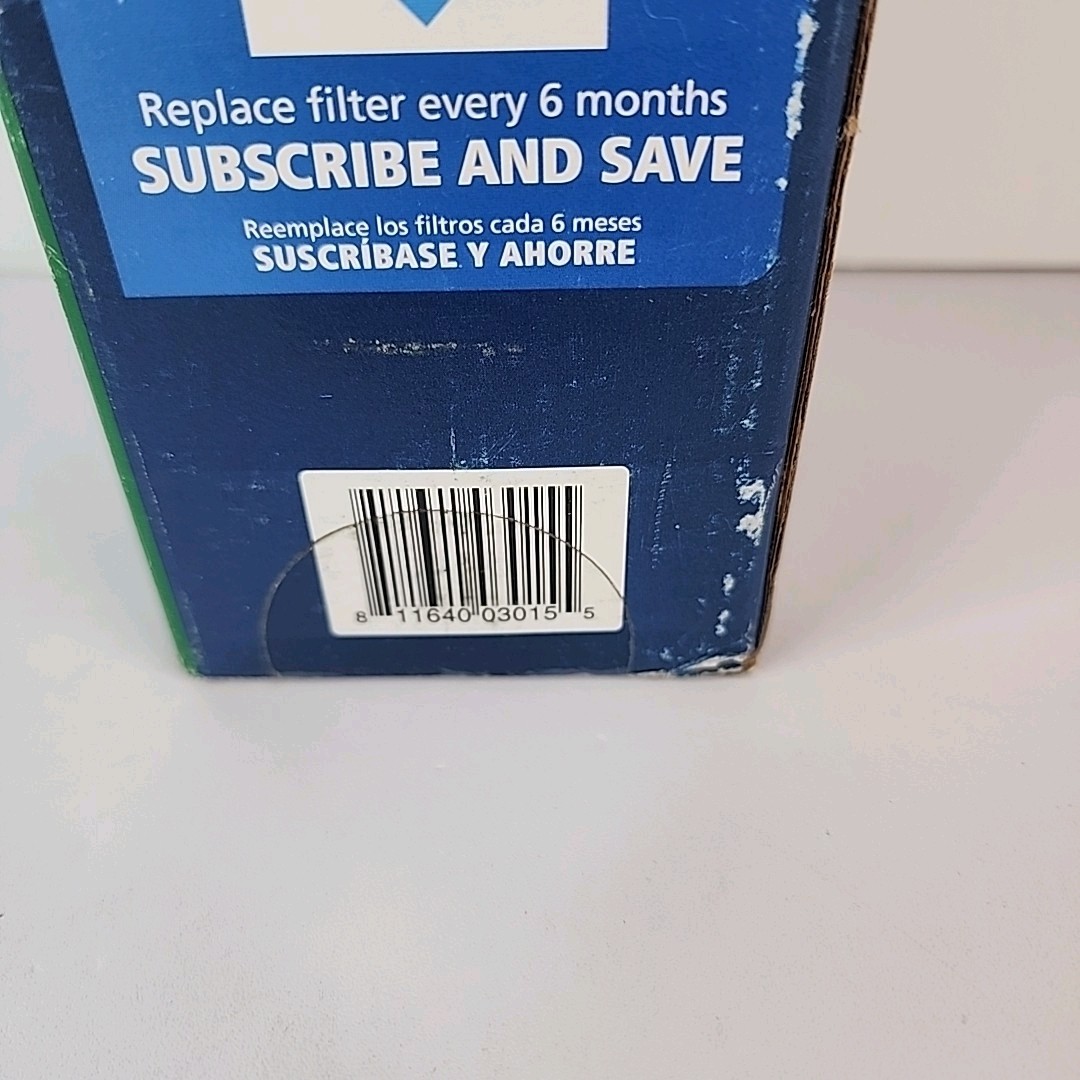 Replace filter every 6 months
SUBSCRIBE AND SAVE
Reemplace los filtros cada 6 meses
SUSCRÍBASE Y AHORRE
8 11640 03015 5